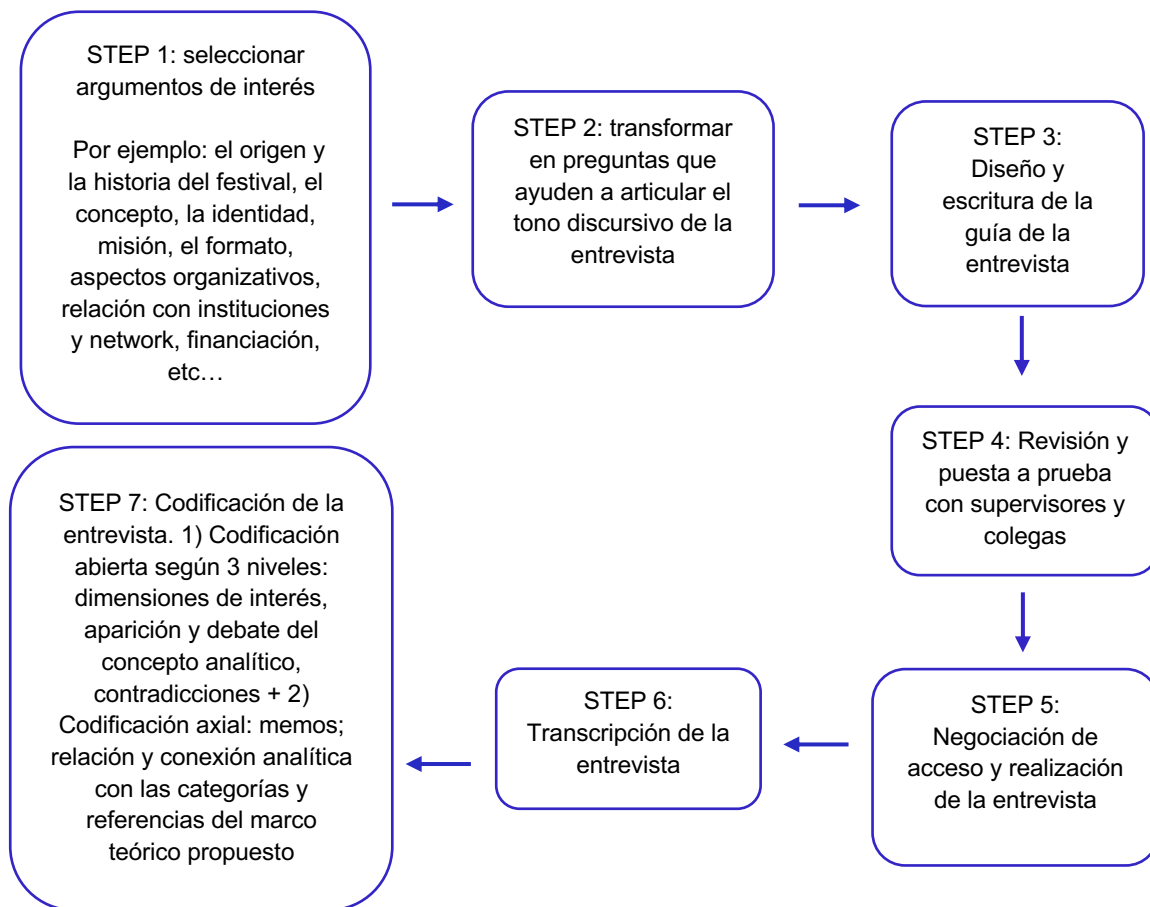 STEP 1: seleccionar
argumentos de interés
Por ejemplo: el origen y
la historia del festival, el
concepto, la identidad,
misión, el formato,
aspectos organizativos,
relación con instituciones
y network, financiación,
etc…
STEP 2: transformar
en preguntas que
ayuden a articular el
tono discursivo de la
entrevista
STEP 3:
Diseño y
escritura de la
guía de la
entrevista
STEP 4: Revisión y
puesta a prueba
con supervisores y
colegas
STEP 5:
Negociación de
acceso y realización
de la entrevista
STEP 6:
Transcripción de la
entrevista
STEP 7: Codificación de la
entrevista. 1) Codificación
abierta según 3 niveles:
dimensiones de interés,
aparición y debate del
concepto analítico,
contradicciones + 2)
Codificación axial: memos;
relación y conexión analítica
con las categorías y
referencias del marco
teórico propuesto